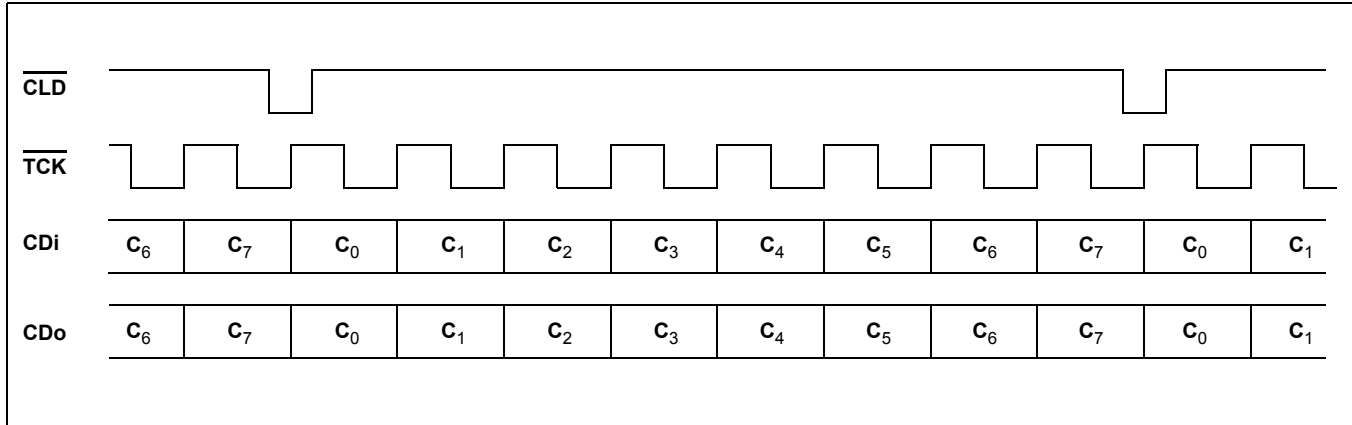 CLD
TCK
CDi C₆ C₇ C₀ C₁ C₂ C₃ C₄ C₅ C₆ C₇ C₀ C₁
CDo C₆ C₇ C₀ C₁ C₂ C₃ C₄ C₅ C₆ C₇ C₀ C₁